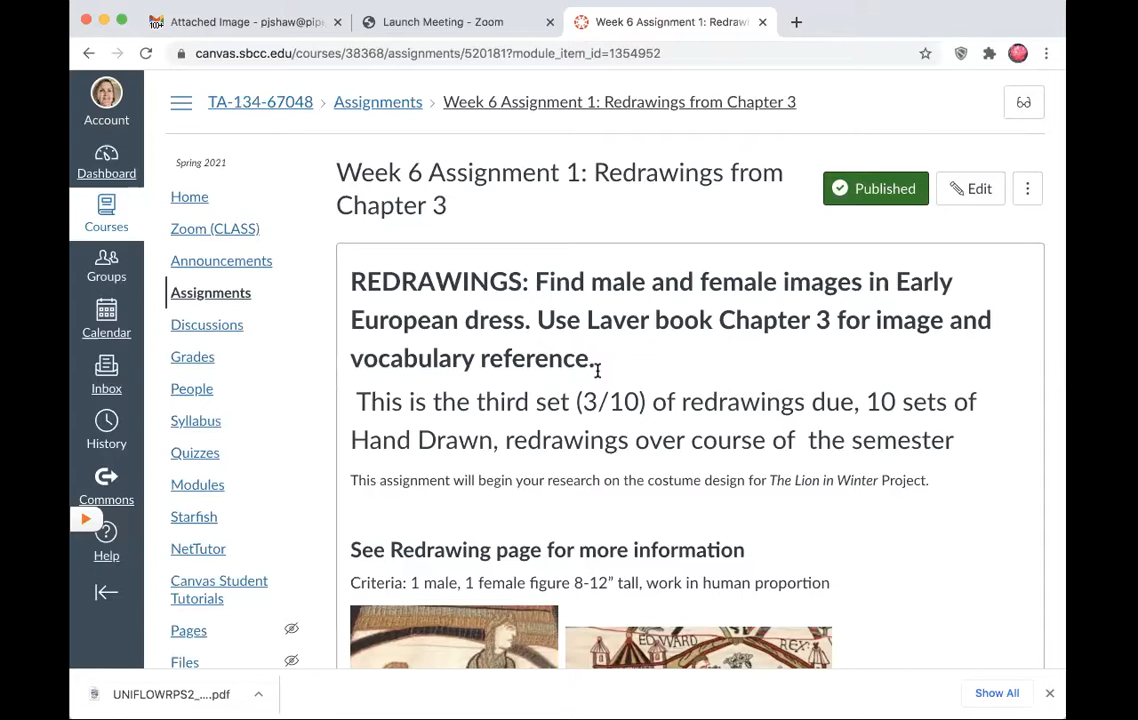 Attached Image - pjshaw@pip
Launch Meeting - Zoom
Week 6 Assignment 1: Redrawi
canvas.sbcc.edu/courses/38368/assignments/520181?module_item_id=1354952
Account
Dashboard
Courses
Groups
Calendar
Inbox
History
Commons
Help
TA-134-67048 › Assignments › Week 6 Assignment 1: Redrawings from Chapter 3
Spring 2021
Home
Zoom (CLASS)
Announcements
Assignments
Discussions
Grades
People
Syllabus
Quizzes
Modules
Starfish
NetTutor
Canvas Student
Tutorials
Pages
Files
Week 6 Assignment 1: Redrawings from
Chapter 3
Published
Edit
REDRAWINGS: Find male and female images in Early
European dress. Use Laver book Chapter 3 for image and
vocabulary reference.
This is the third set (3/10) of redrawings due, 10 sets of
Hand Drawn, redrawings over course of the semester
This assignment will begin your research on the costume design for The Lion in Winter Project.
See Redrawing page for more information
Criteria: 1 male, 1 female figure 8-12” tall, work in human proportion
EDWARD REX:
UNIFLOWRPS2_....pdf
Show All